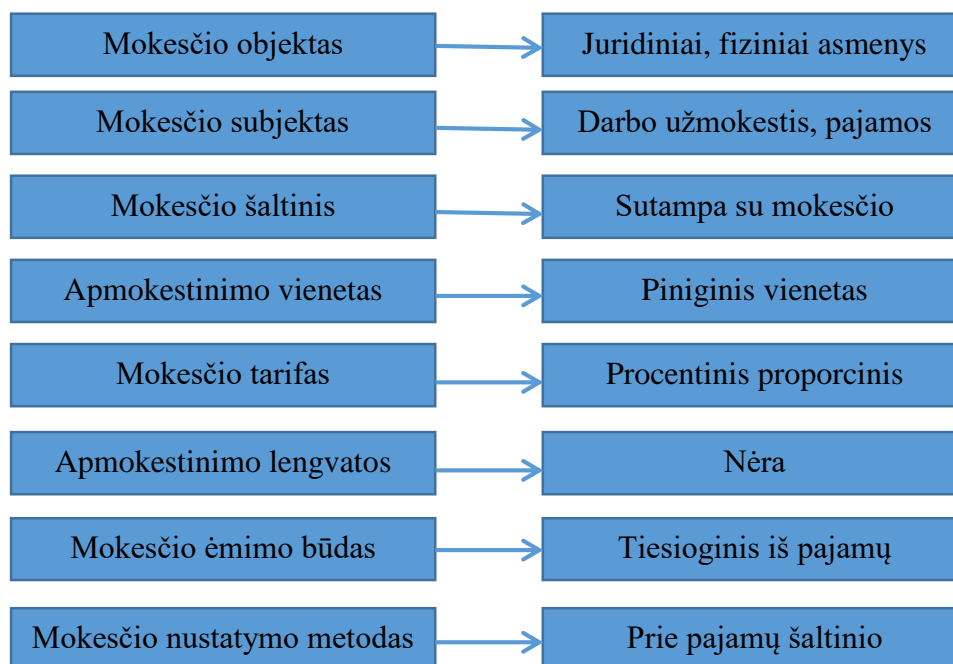 Mokesčio objektas
Juridiniai, fiziniai asmenys
Mokesčio subjektas
Darbo užmokestis, pajamos
Mokesčio šaltinis
Sutampa su mokesčio
Apmokestinimo vienetas
Piniginis vienetas
Mokesčio tarifas
Procentinis proporcinis
Apmokestinimo lengvatos
Nėra
Mokesčio ėmimo būdas
Tiesioginis iš pajamų
Mokesčio nustatymo metodas
Prie pajamų šaltinio